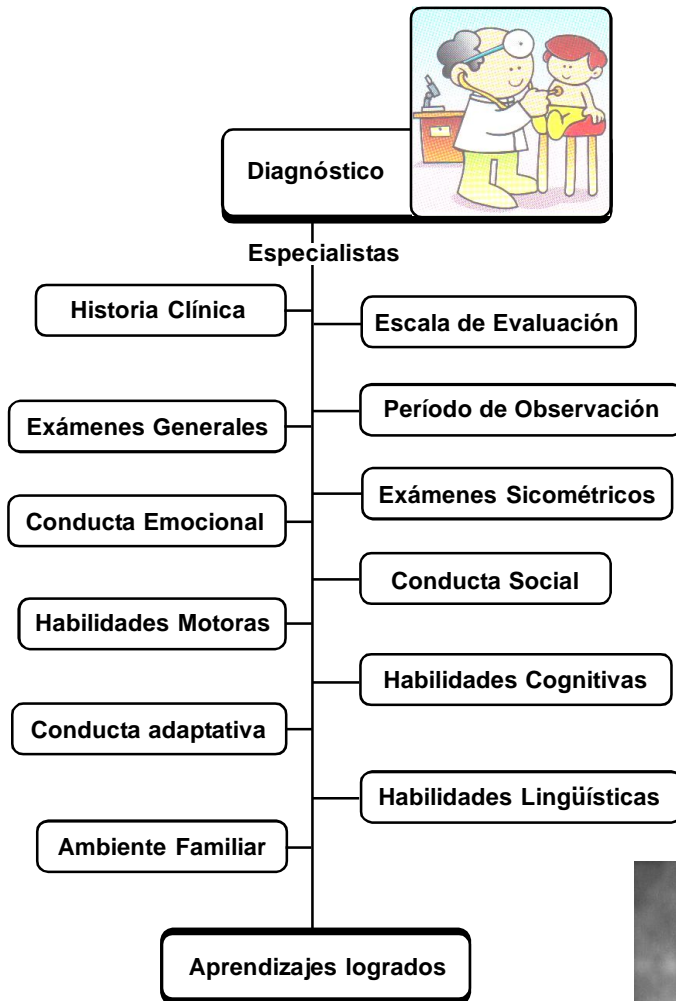 Diagnóstico
Especialistas
Historia Clínica
Escala de Evaluación
Período de Observación
Exámenes Generales
Exámenes Sicométricos
Conducta Emocional
Conducta Social
Habilidades Motoras
Habilidades Cognitivas
Conducta adaptativa
Habilidades Lingüísticas
Ambiente Familiar
Aprendizajes logrados